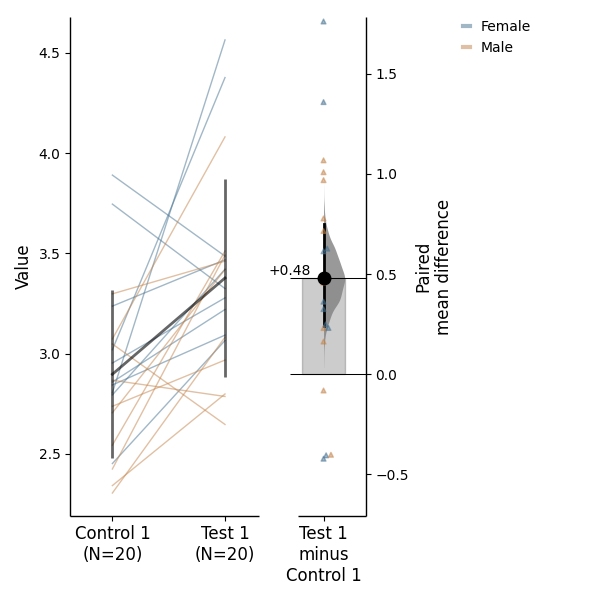 Value
4.5
4.0
3.5
3.0
2.5
Control 1
(N=20)
Test 1
(N=20)
+0.48
1.5
1.0
0.5
0.0
−0.5
Test 1
minus
Control 1
Paired
mean difference
Female
Male